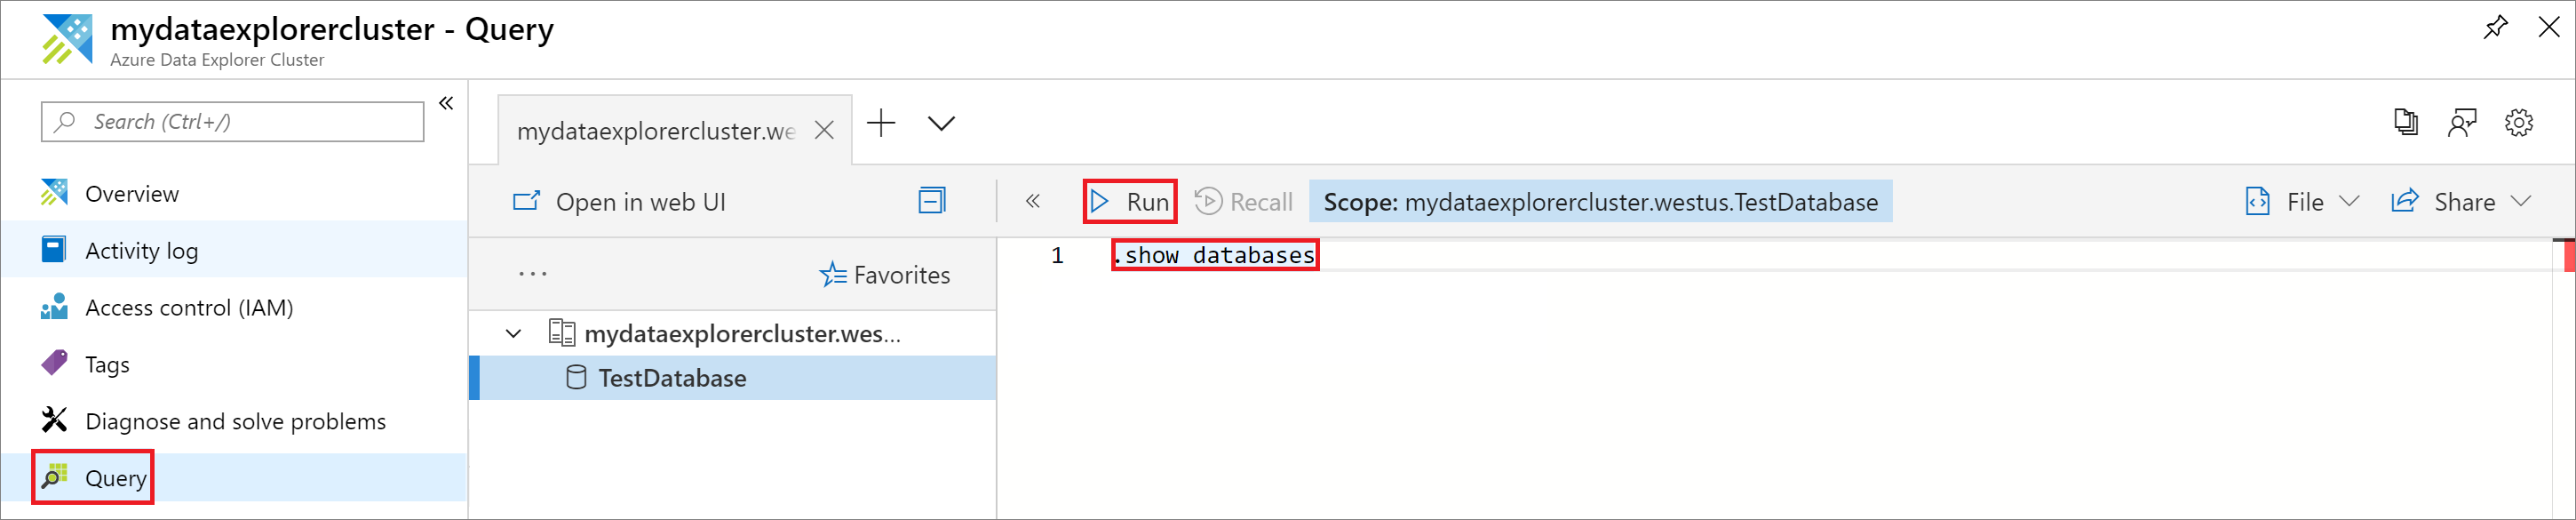 mydataexplorercluster - Query
Azure Data Explorer Cluster
Search (Ctrl+/)
Overview
Activity log
Access control (IAM)
Tags
Diagnose and solve problems
Query
mydataexplorercluster.we
Open in web UI
Run
Recall
Scope: mydataexplorercluster.westus.TestDatabase
File
Share
...
Favorites
mydataexplorercluster.wes...
TestDatabase
1 .show databases